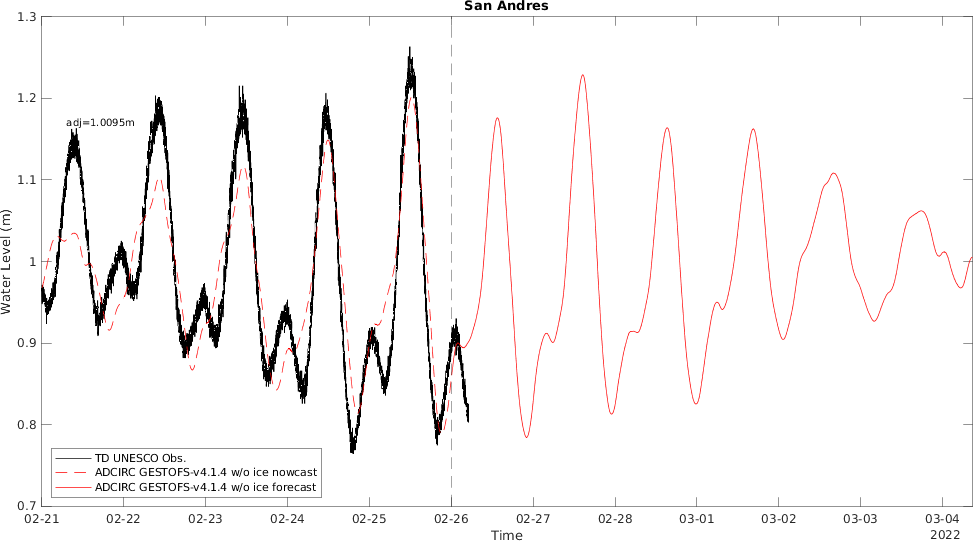 San Andres
1.3
1.2
1.1
1
0.9
0.8
0.7
Water Level (m)
adj=1.0095m
TD UNESCO Obs.
ADCIRC GESTOFS-v4.1.4 w/o ice nowcast
ADCIRC GESTOFS-v4.1.4 w/o ice forecast
02-21 02-22 02-23 02-24 02-25 02-26 02-27 02-28 03-01 03-02 03-03 03-04
Time
2022